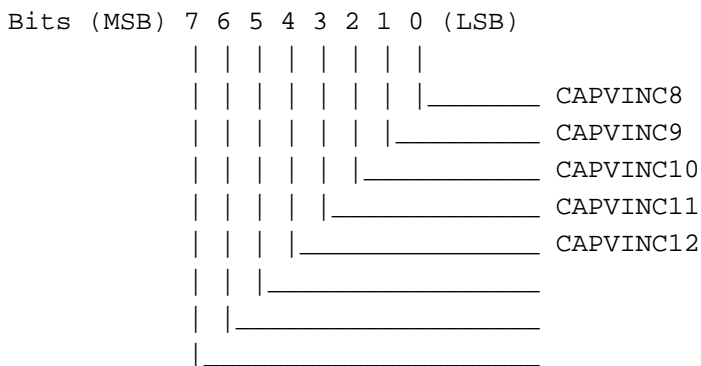 Bits (MSB) 7 6 5 4 3 2 1 0 (LSB)
CAPVINC8
CAPVINC9
CAPVINC10
CAPVINC11
CAPVINC12